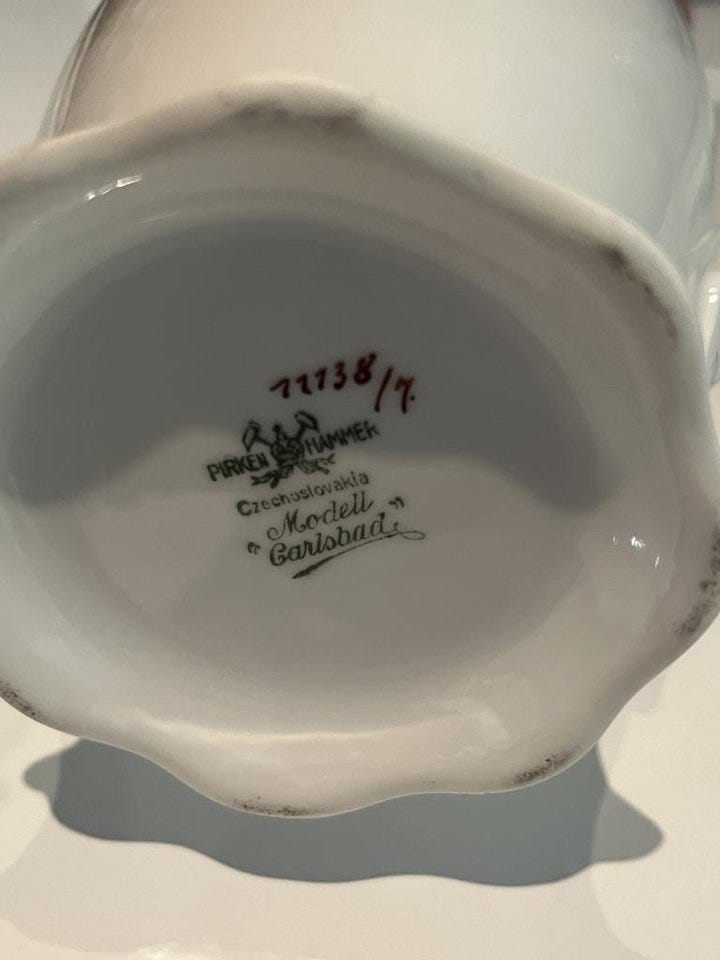 11138/7.
PIRKEN HAMMER
Czechoslovakia
Modell
"Carlsbad"